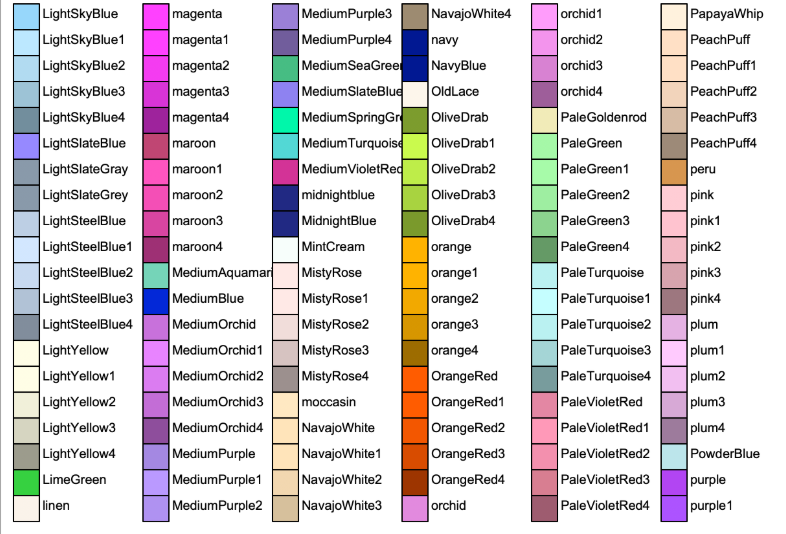 LightSkyBlue
LightSkyBlue1
LightSkyBlue2
LightSkyBlue3
LightSkyBlue4
LightSlateBlue
LightSlateGray
LightSlateGrey
LightSteelBlue
LightSteelBlue1
LightSteelBlue2
LightSteelBlue3
LightSteelBlue4
LightYellow
LightYellow1
LightYellow2
LightYellow3
LightYellow4
LimeGreen
linen
magenta
magenta1
magenta2
magenta3
magenta4
maroon
maroon1
maroon2
maroon3
maroon4
MediumAquamar
MediumBlue
MediumOrchid
MediumOrchid1
MediumOrchid2
MediumOrchid3
MediumOrchid4
MediumPurple
MediumPurple1
MediumPurple2
MediumPurple3
MediumPurple4
MediumSeaGreen
MediumSlateBlue
MediumSpringGre
MediumTurquoise
MediumVioletRed
midnightblue
MidnightBlue
MintCream
MistyRose
MistyRose1
MistyRose2
MistyRose3
MistyRose4
moccasin
NavajoWhite
NavajoWhite1
NavajoWhite2
NavajoWhite3
NavajoWhite4
navy
NavyBlue
OldLace
OliveDrab
OliveDrab1
OliveDrab2
OliveDrab3
OliveDrab4
orange
orange1
orange2
orange3
orange4
OrangeRed
OrangeRed1
OrangeRed2
OrangeRed3
OrangeRed4
orchid
orchid1
orchid2
orchid3
orchid4
PaleGoldenrod
PaleGreen
PaleGreen1
PaleGreen2
PaleGreen3
PaleGreen4
PaleTurquoise
PaleTurquoise1
PaleTurquoise2
PaleTurquoise3
PaleTurquoise4
PaleVioletRed
PaleVioletRed1
PaleVioletRed2
PaleVioletRed3
PaleVioletRed4
PapayaWhip
PeachPuff
PeachPuff1
PeachPuff2
PeachPuff3
PeachPuff4
peru
pink
pink1
pink2
pink3
pink4
plum
plum1
plum2
plum3
plum4
PowderBlue
purple
purple1